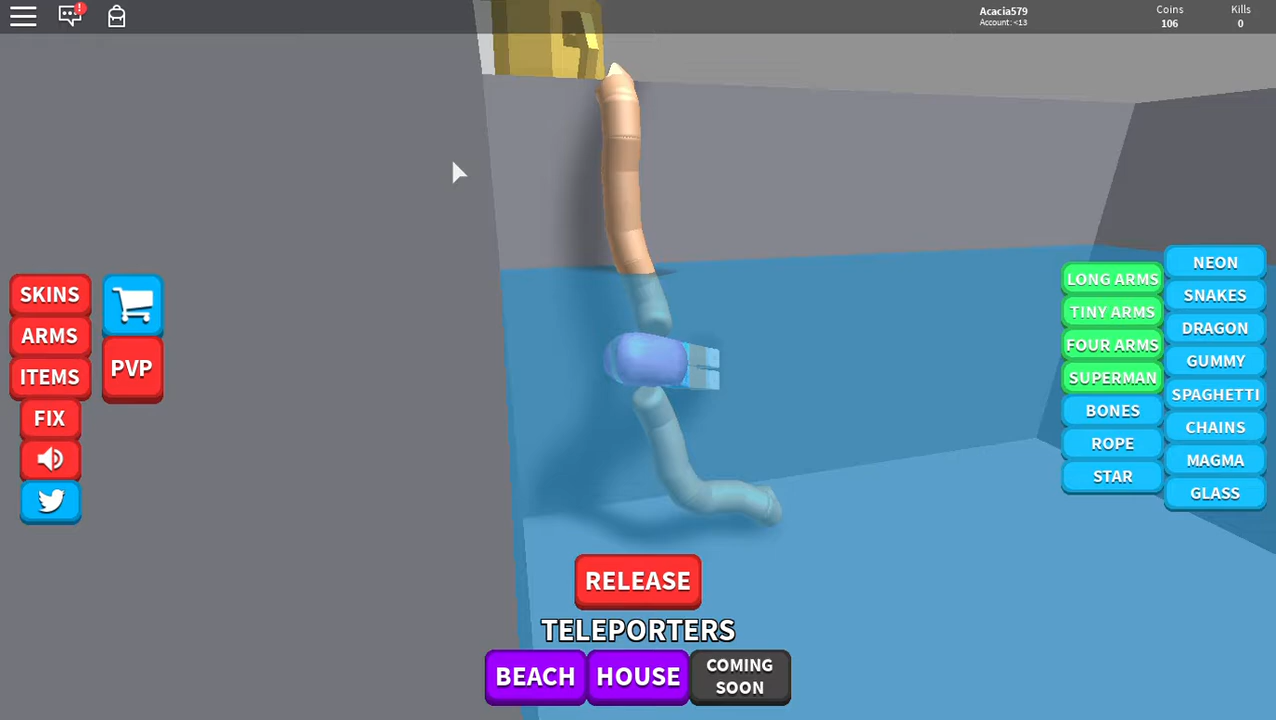 !
Acacia579
Account: <13
Coins
106
Kills
0
SKINS
ARMS
ITEMS
FIX
PVP
LONG ARMS
TINY ARMS
FOUR ARMS
SUPERMAN
BONES
ROPE
STAR
NEON
SNAKES
DRAGON
GUMMY
SPAGHETTI
CHAINS
MAGMA
GLASS
RELEASE
TELEPORTERS
BEACH
HOUSE
COMING
SOON